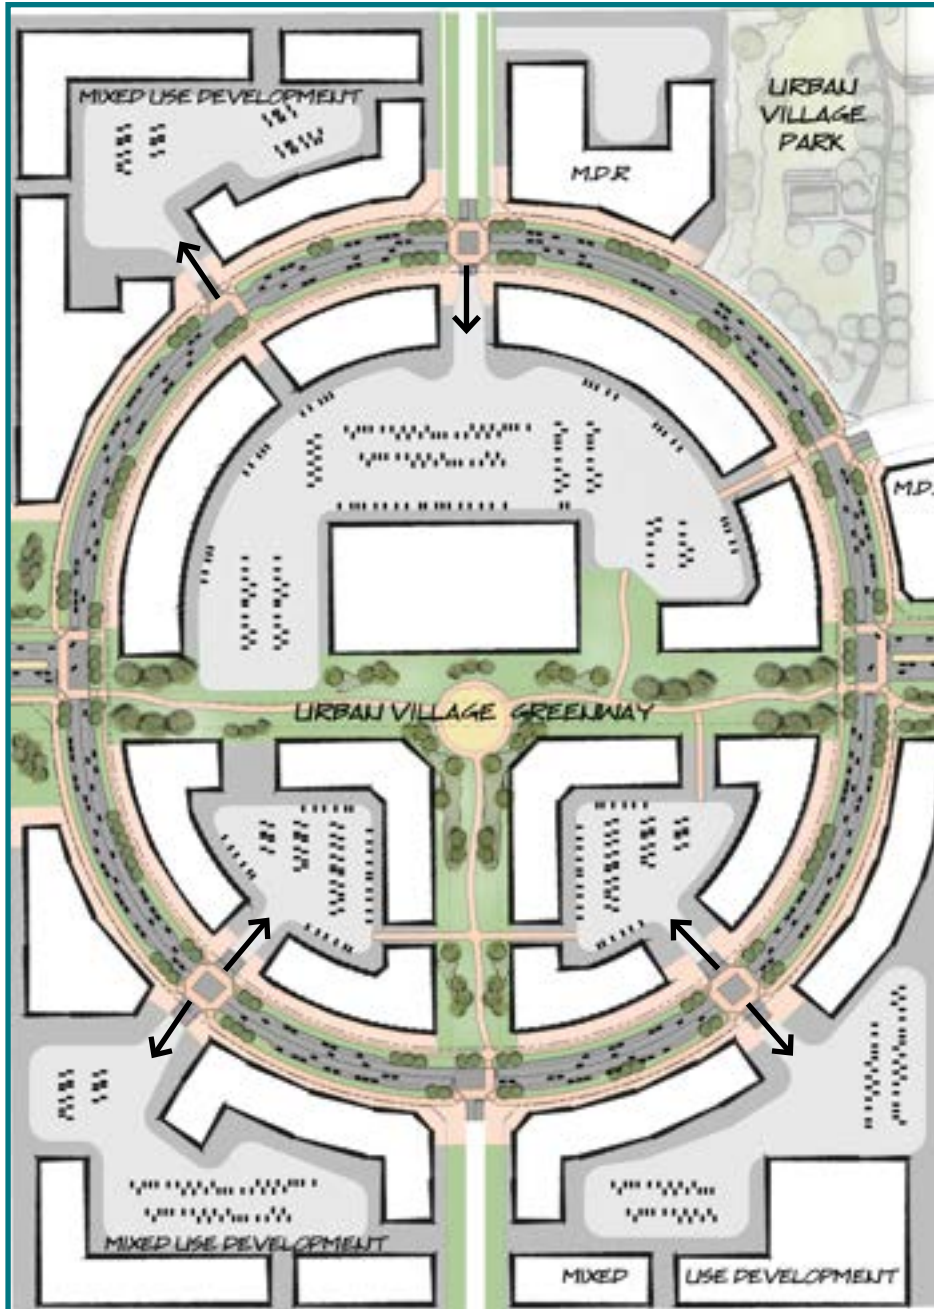 MIXED USE DEVELOPMENT
URBAN
VILLAGE
PARK
M.D.R
M.D.
URBAN VILLAGE GREENWAY
MIXED USE DEVELOPMENT
MIXED
USE DEVELOPMENT